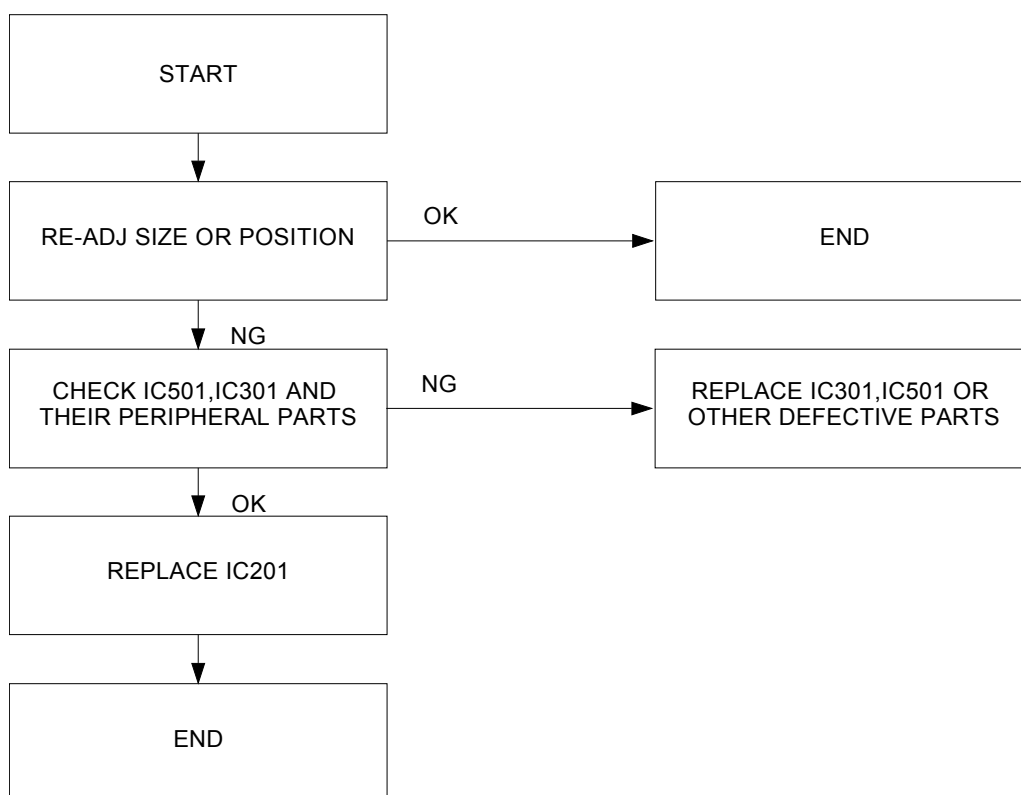 START
RE-ADJ SIZE OR POSITION
OK
END
NG
CHECK IC501,IC301 AND
THEIR PERIPHERAL PARTS
NG
REPLACE IC301,IC501 OR
OTHER DEFECTIVE PARTS
OK
REPLACE IC201
END